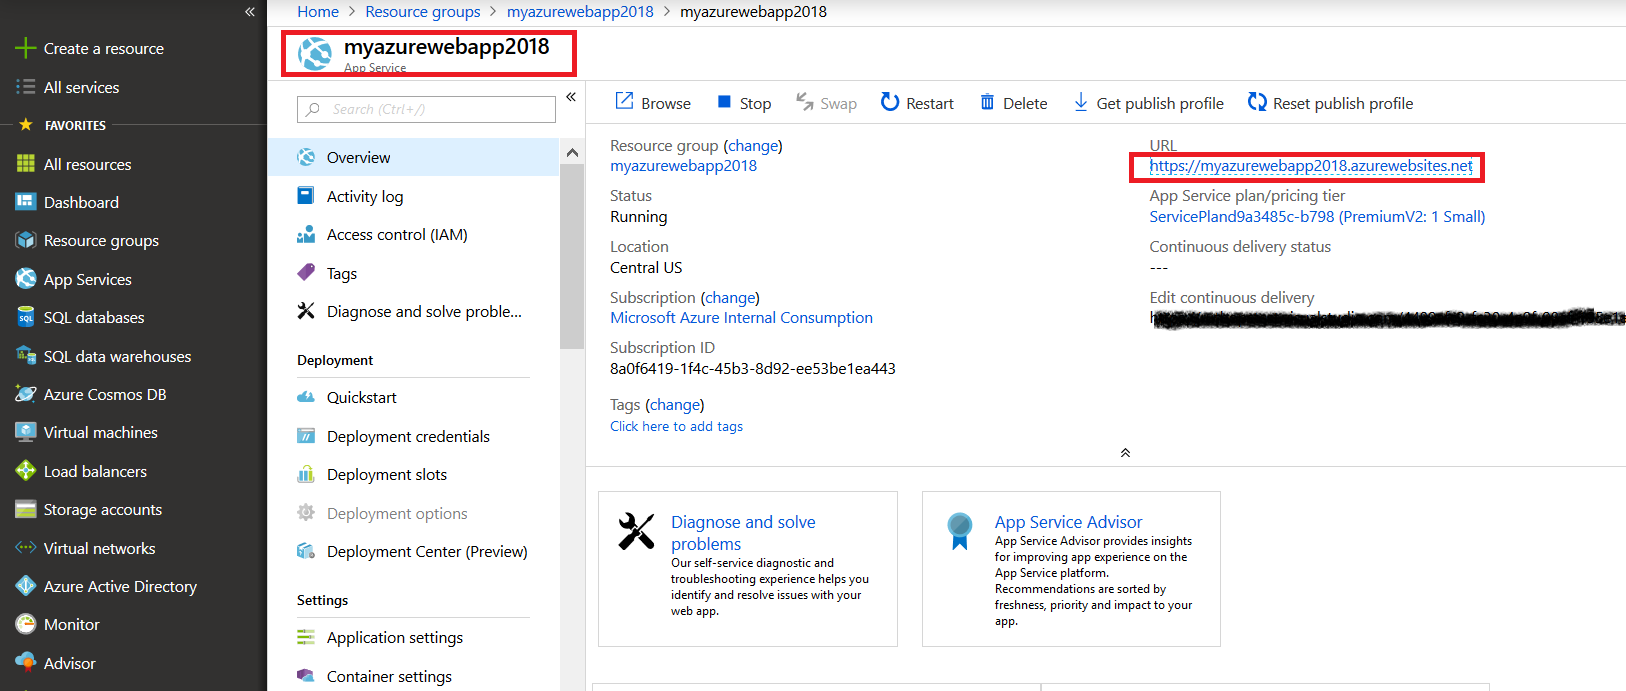 Home > Resource groups > myazurewebapp2018 > myazurewebapp2018
myazurewebapp2018
App Service
Create a resource
All services
FAVORITES
All resources
Dashboard
Resource groups
App Services
SQL databases
SQL data warehouses
Azure Cosmos DB
Virtual machines
Load balancers
Storage accounts
Virtual networks
Azure Active Directory
Monitor
Advisor
Search (Ctrl+/)
Overview
Activity log
Access control (IAM)
Tags
Diagnose and solve proble...
Deployment
Quickstart
Deployment credentials
Deployment slots
Deployment options
Deployment Center (Preview)
Settings
Application settings
Container settings
Browse
Stop
Swap
Restart
Delete
Get publish profile
Reset publish profile
Resource group (change)
myazurewebapp2018
Status
Running
Location
Central US
Subscription (change)
Microsoft Azure Internal Consumption
Subscription ID
8a0f6419-1f4c-45b3-8d92-ee53be1ea443
Tags (change)
Click here to add tags
URL
https://myazurewebapp2018.azurewebsites.net
App Service plan/pricing tier
ServicePland9a3485c-b798 (PremiumV2: 1 Small)
Continuous delivery status
---
Edit continuous delivery
Diagnose and solve
problems
Our self-service diagnostic and
troubleshooting experience helps you
identify and resolve issues with your
web app.
App Service Advisor
App Service Advisor provides insights
for improving app experience on the
App Service platform.
Recommendations are sorted by
freshness, priority and impact to your
app.